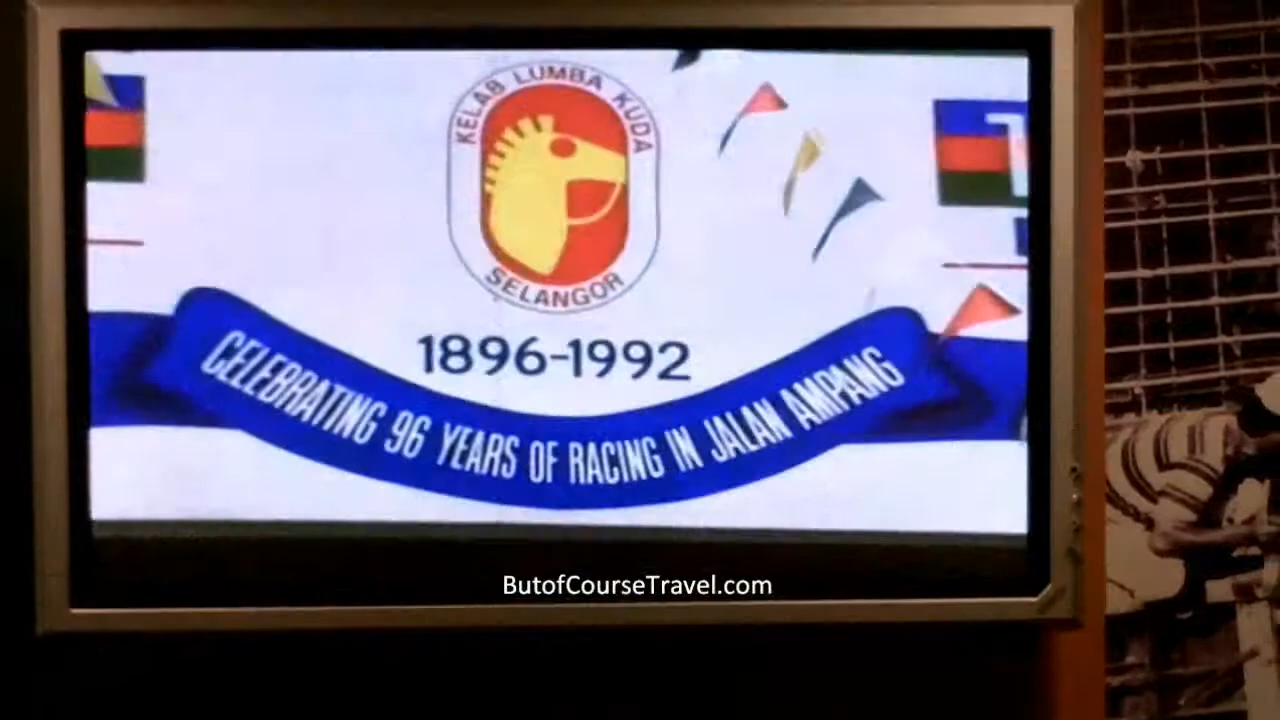 KELAB LUMBA KUDA
SELANGOR
1896-1992
CELEBRATING 96 YEARS OF RACING IN JALAN AMPANG
ButofCourseTravel.com